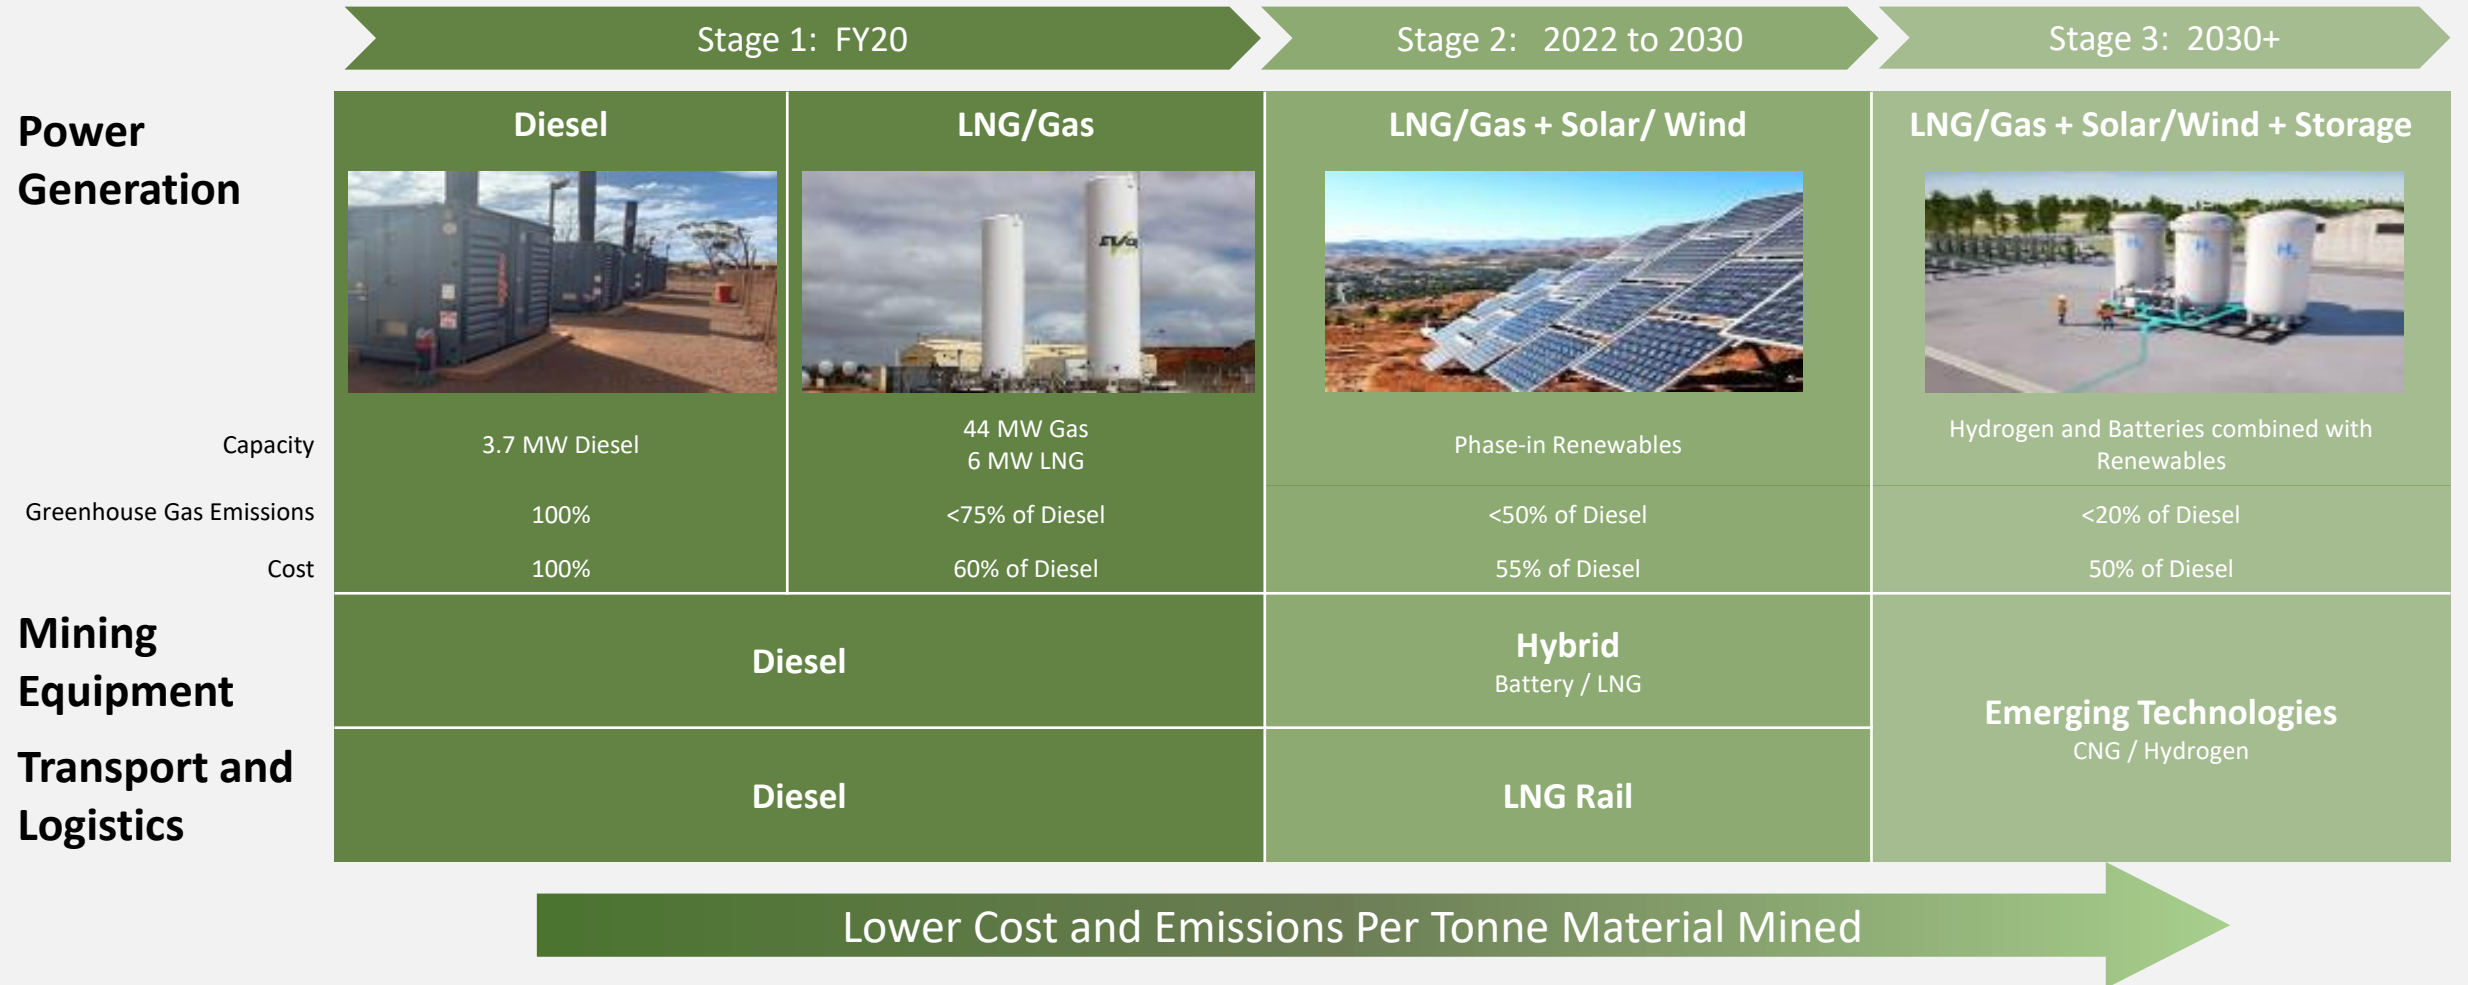 Stage 1: FY20
Stage 2: 2022 to 2030
Stage 3: 2030+
Power
Generation
Diesel
LNG/Gas
LNG/Gas + Solar/ Wind
LNG/Gas + Solar/Wind + Storage
H₂
H₂
H₂
Capacity
3.7 MW Diesel
44 MW Gas
6 MW LNG
Phase-in Renewables
Hydrogen and Batteries combined with
Renewables
Greenhouse Gas Emissions
100%
<75% of Diesel
<50% of Diesel
<20% of Diesel
Cost
100%
60% of Diesel
55% of Diesel
50% of Diesel
Mining
Equipment
Diesel
Hybrid
Battery / LNG
Emerging Technologies
CNG / Hydrogen
Transport and
Logistics
Diesel
LNG Rail
Lower Cost and Emissions Per Tonne Material Mined